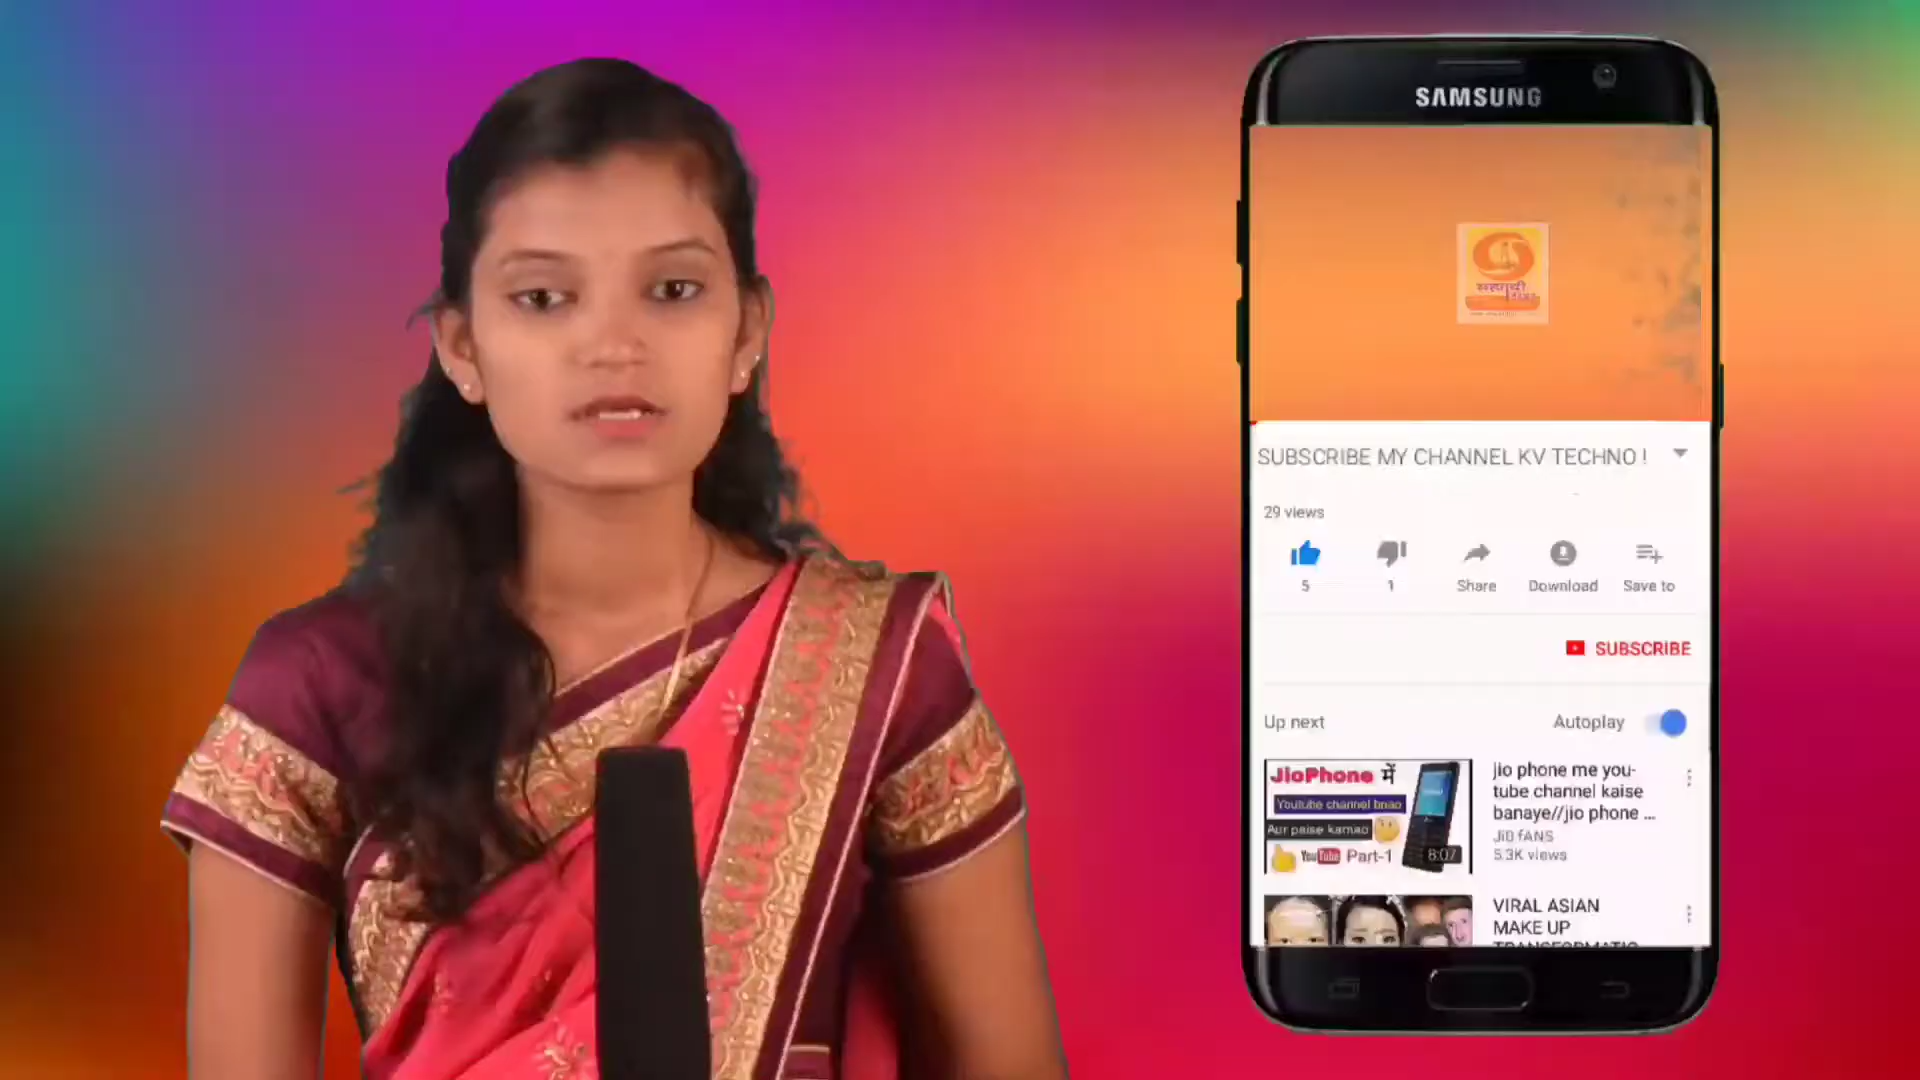 SAMSUNG
SUBSCRIBE MY CHANNEL KV TECHNO !
29 views
5
1
Share
Download
Save to
SUBSCRIBE
Up next
Autoplay
JioPhone में
Youtube channel bnao
Aur paise kamao
YouTube Part-1
8:07
jio phone me you-
tube channel kaise
banaye//jio phone ...
JiO fANS
5.3K views
VIRAL ASIAN
MAKE UP
TRANSFORMATIO